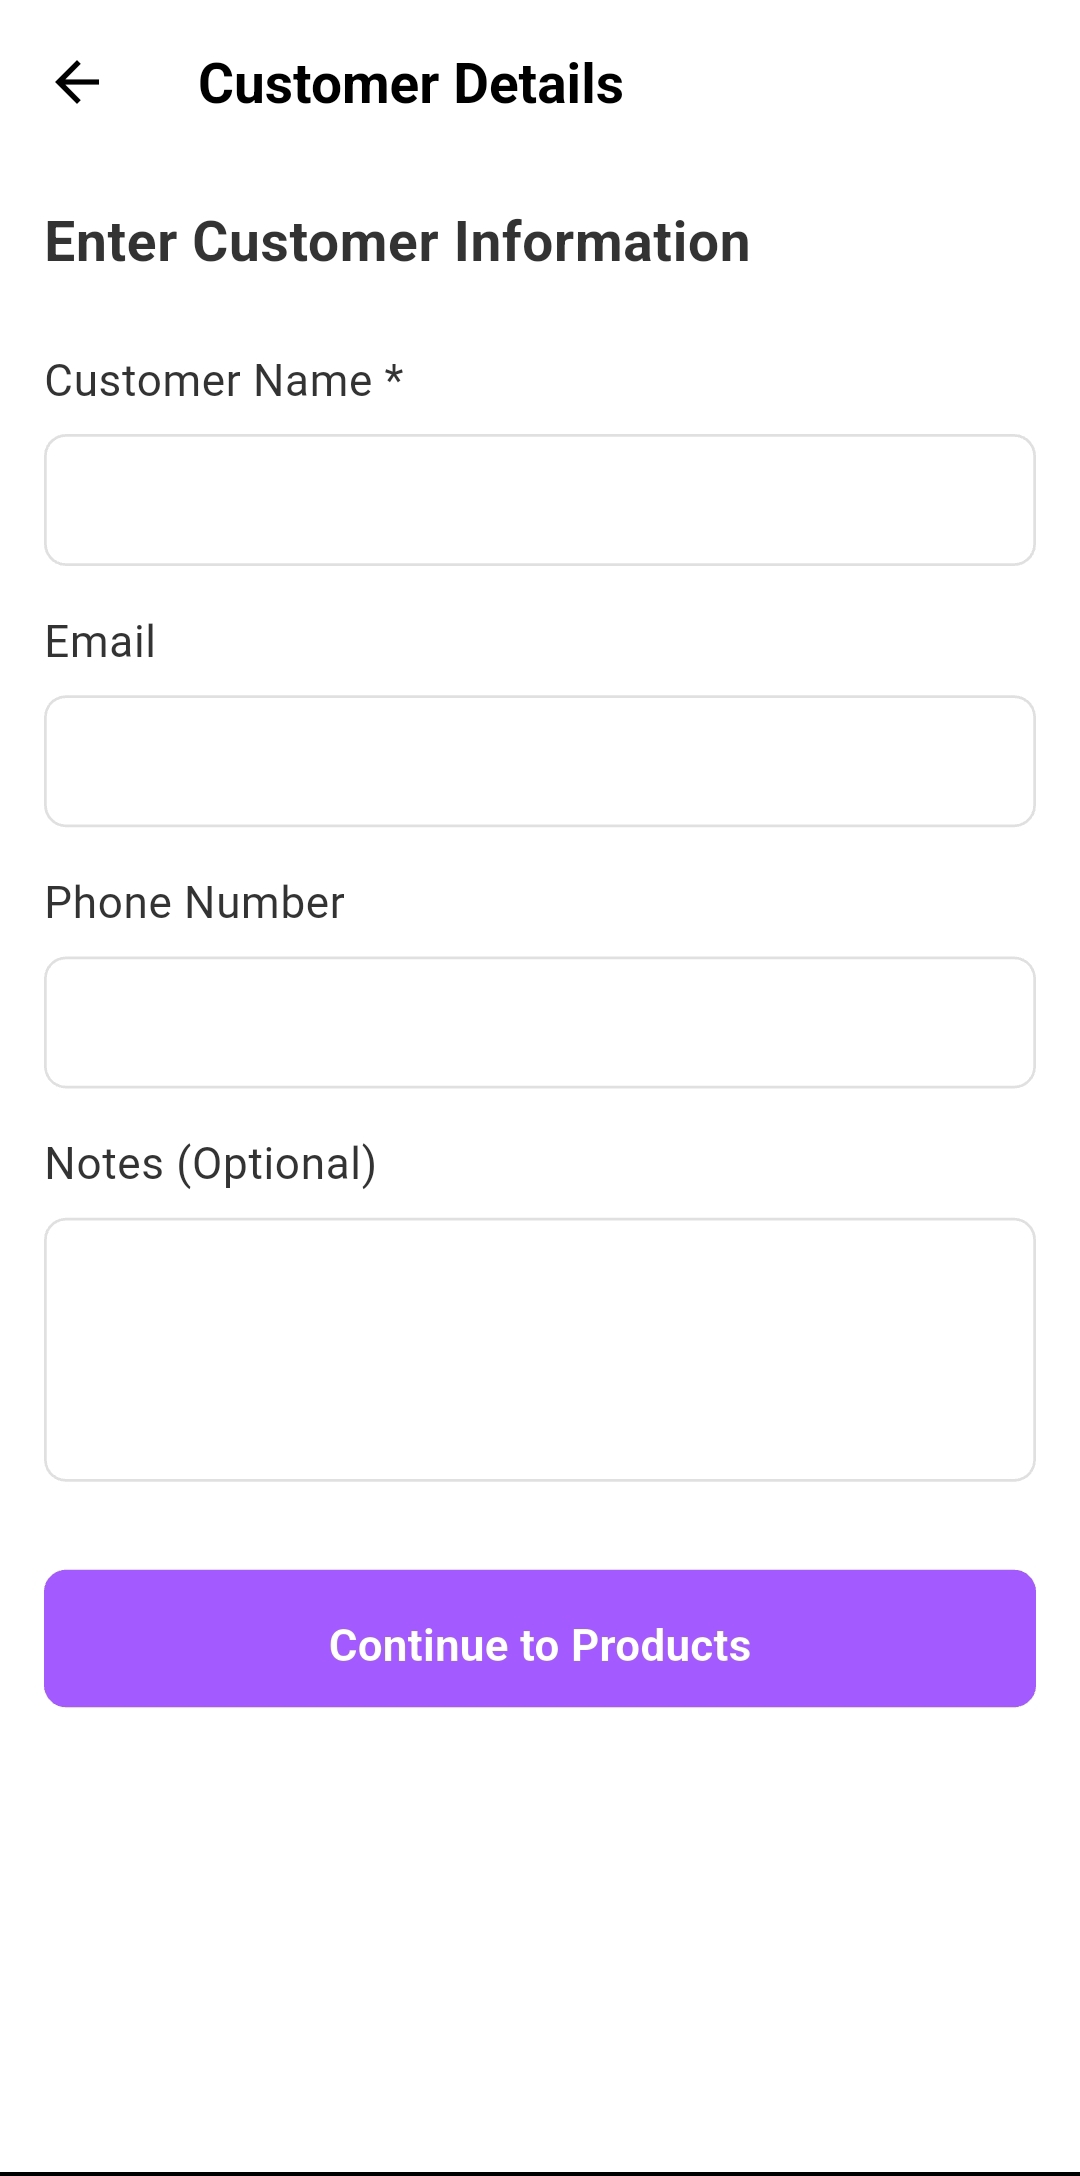 Customer Details
Enter Customer Information
Customer Name *
Email
Phone Number
Notes (Optional)
Continue to Products